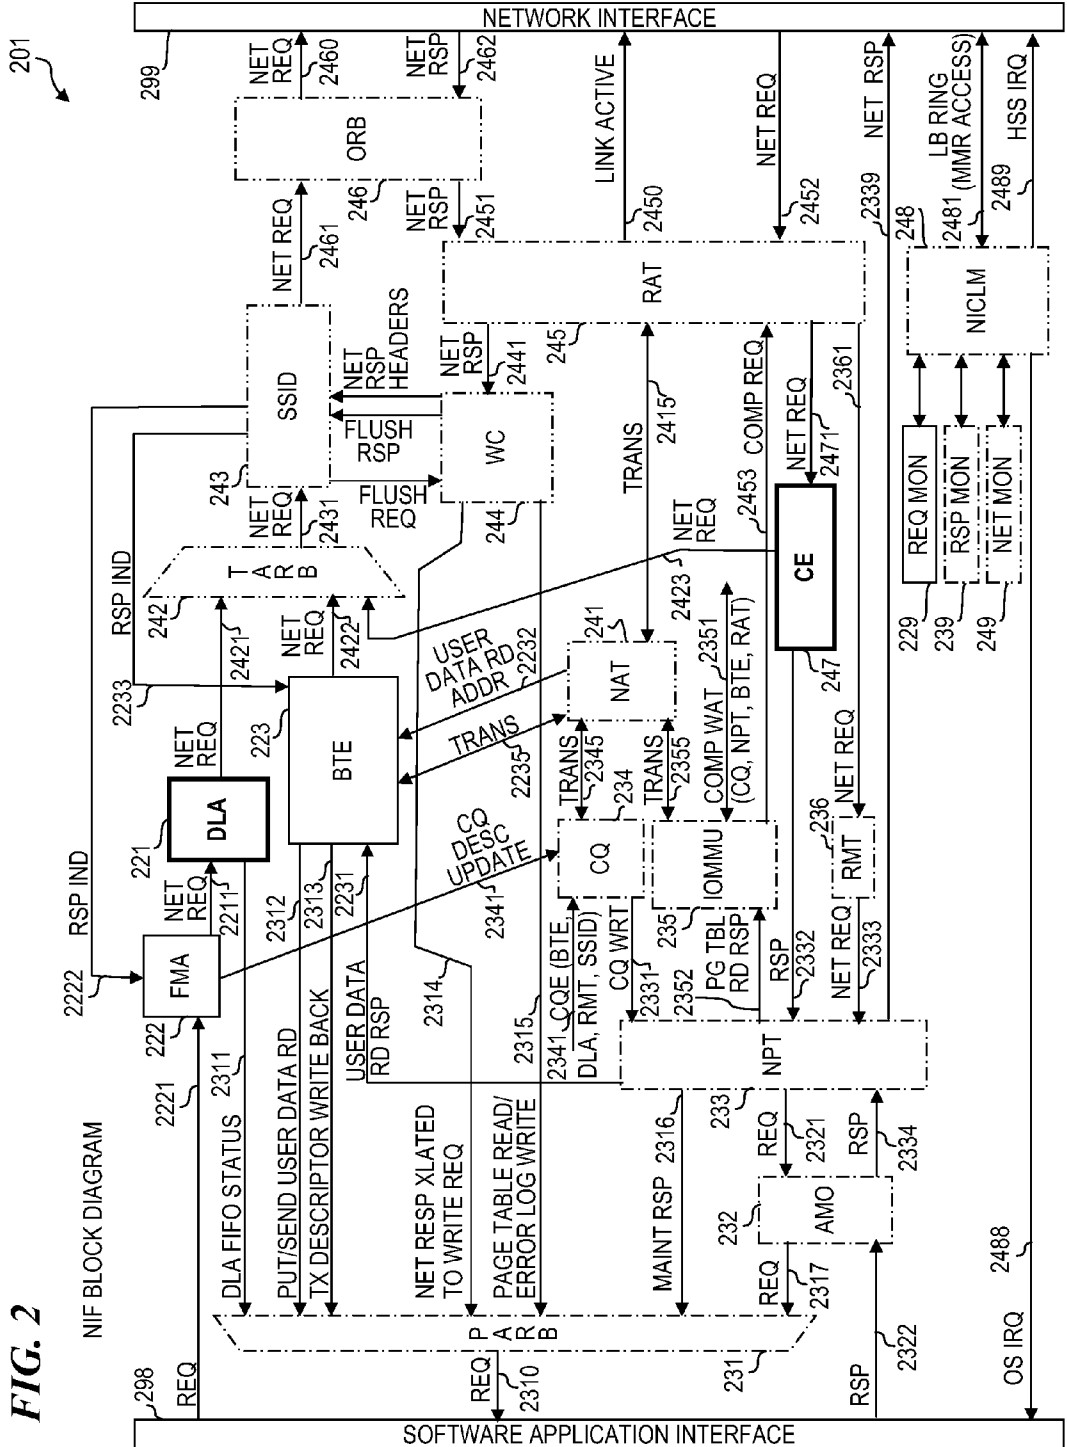 FIG. 2
NIF BLOCK DIAGRAM
201
298
SOFTWARE APPLICATION INTERFACE
299
NETWORK INTERFACE
REQ
2221
FMA
222
RSP IND
2222
NET
REQ
2211
DLA
221
NET
REQ
2421
DLA FIFO STATUS
2311
RSP IND
2233
BTE
223
NET
REQ
2422
PUT/SEND USER DATA RD
2312
TX DESCRIPTOR WRITE BACK
2313
USER DATA
RD RSP
2231
T
A
R
B
242
NET
REQ
2431
SSID
243
NET REQ
2461
ORB
246
NET
REQ
2460
NET
RSP
2462
NET
RSP
2451
NET
RSP
HEADERS
FLUSH
RSP
FLUSH
REQ
WC
244
NET
RSP
2441
RAT
245
LINK ACTIVE
2450
NET REQ
2452
NET RSP
2339
USER
DATA RD
ADDR
2232
TRANS
2235
CQ
DESC
UPDATE
2341
NAT
241
TRANS
2415
TRANS
2345
TRANS
2355
CQ
234
IOMMU
235
COMP WAT
(CQ, NPT, BTE, RAT)
2351
COMP REQ
2453
NET
REQ
2423
NET REQ
2471
CE
247
NET REQ
2361
RMT
236
NET REQ
2333
RSP
2332
PG TBL
RD RSP
2352
CQ WRT
2331
2341 CQE (BTE,
DLA, RMT, SSID)
NPT
233
NET RESP XLATED
TO WRITE REQ
2314
PAGE TABLE READ/
ERROR LOG WRITE
2315
MAINT RSP
2316
REQ
2321
RSP
2334
AMO
232
REQ
2317
RSP
2322
P
A
R
B
231
REQ
2310
NICLM
248
LB RING
(MMR ACCESS)
2481
HSS IRQ
2489
REQ MON
229
RSP MON
239
NET MON
249
OS IRQ
2488